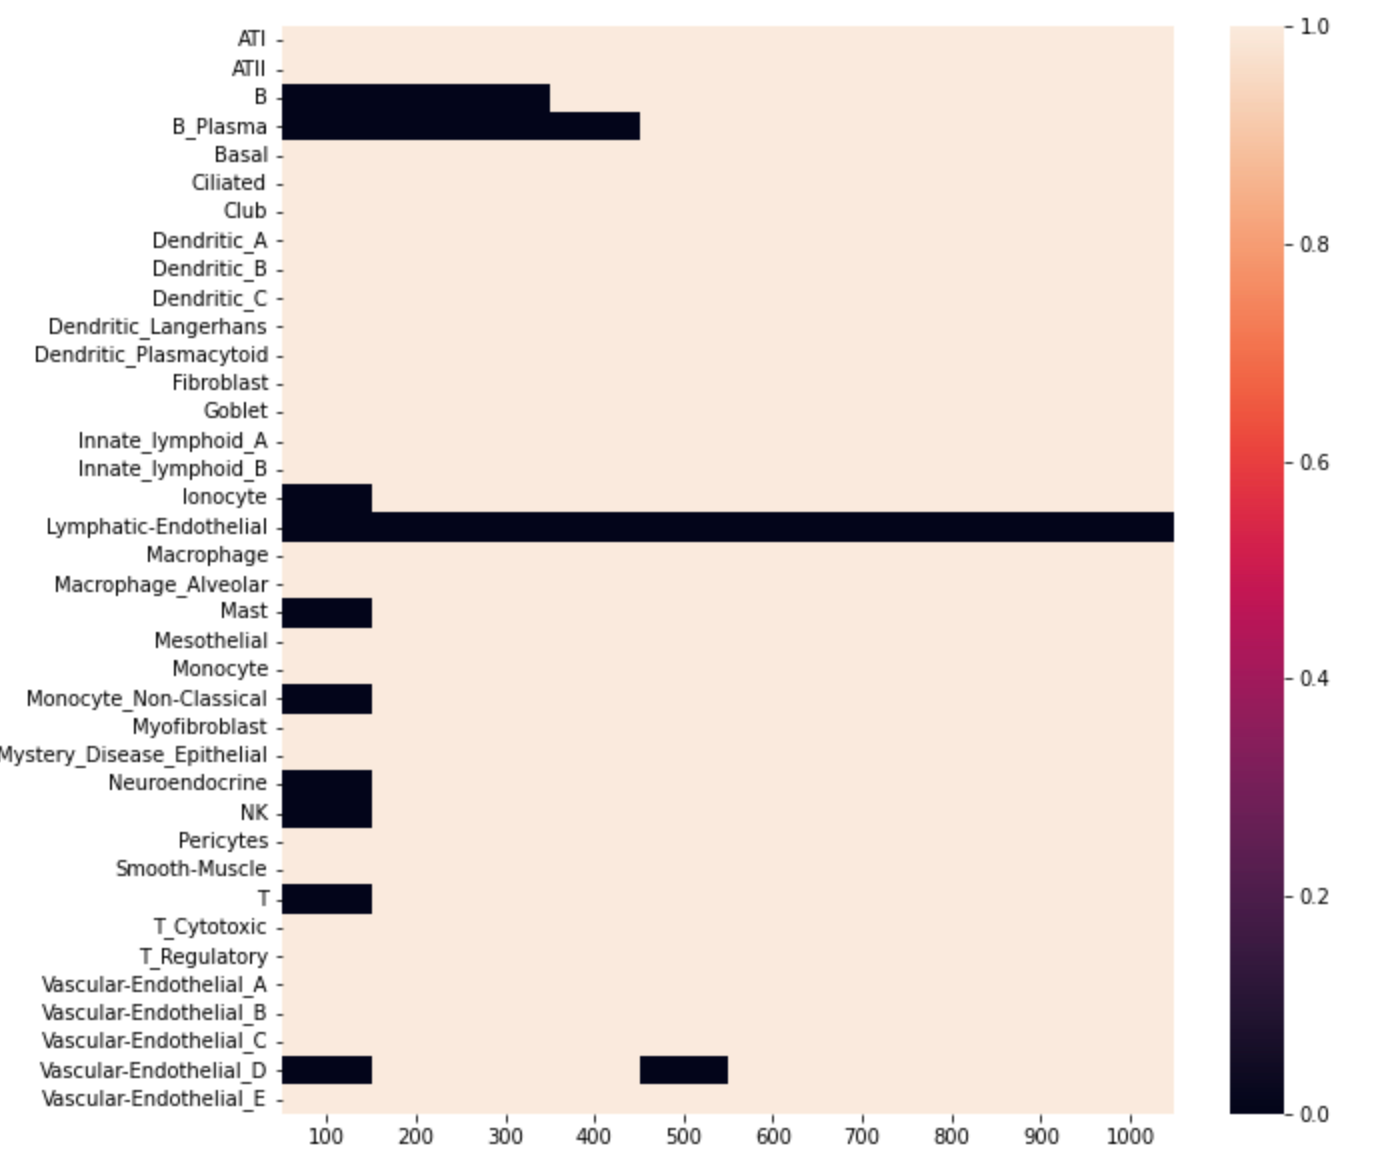 ATI
ATII
B
B_Plasma
Basal
Ciliated
Club
Dendritic_A
Dendritic_B
Dendritic_C
Dendritic_Langerhans
Dendritic_Plasmacytoid
Fibroblast
Goblet
Innate_lymphoid_A
Innate_lymphoid_B
Ionocyte
Lymphatic-Endothelial
Macrophage
Macrophage_Alveolar
Mast
Mesothelial
Monocyte
Monocyte_Non-Classical
Myofibroblast
Mystery_Disease_Epithelial
Neuroendocrine
NK
Pericytes
Smooth-Muscle
T
T_Cytotoxic
T_Regulatory
Vascular-Endothelial_A
Vascular-Endothelial_B
Vascular-Endothelial_C
Vascular-Endothelial_D
Vascular-Endothelial_E
100 200 300 400 500 600 700 800 900 1000
1.0
0.8
0.6
0.4
0.2
0.0